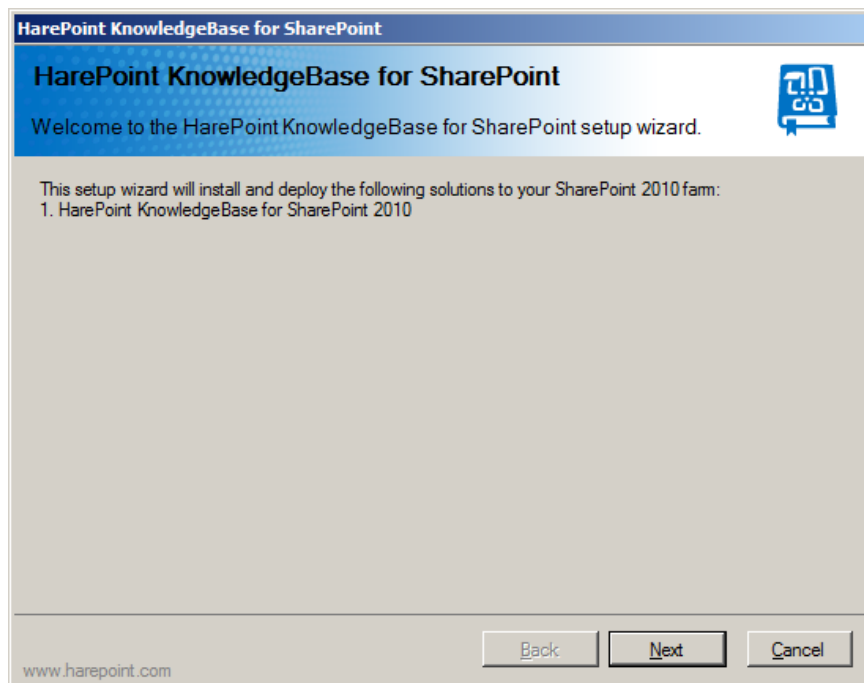 HarePoint KnowledgeBase for SharePoint
HarePoint KnowledgeBase for SharePoint
Welcome to the HarePoint KnowledgeBase for SharePoint setup wizard.
This setup wizard will install and deploy the following solutions to your SharePoint 2010 farm:
1. HarePoint KnowledgeBase for SharePoint 2010
Back Next Cancel
www.harepoint.com